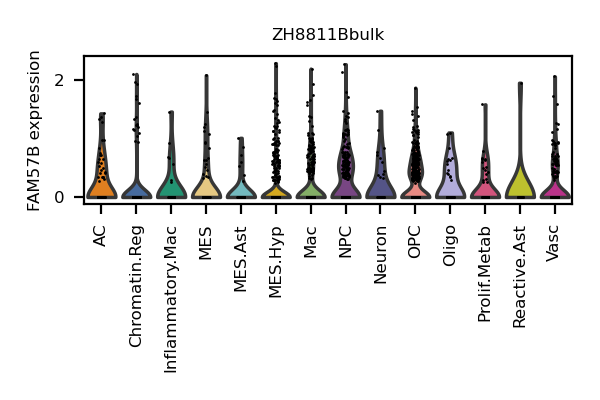 ZH8811Bbulk
FAM57B expression
2
0
AC
Chromatin.Reg
Inflammatory.Mac
MES
MES.Ast
MES.Hyp
Mac
NPC
Neuron
OPC
Oligo
Prolif.Metab
Reactive.Ast
Vasc